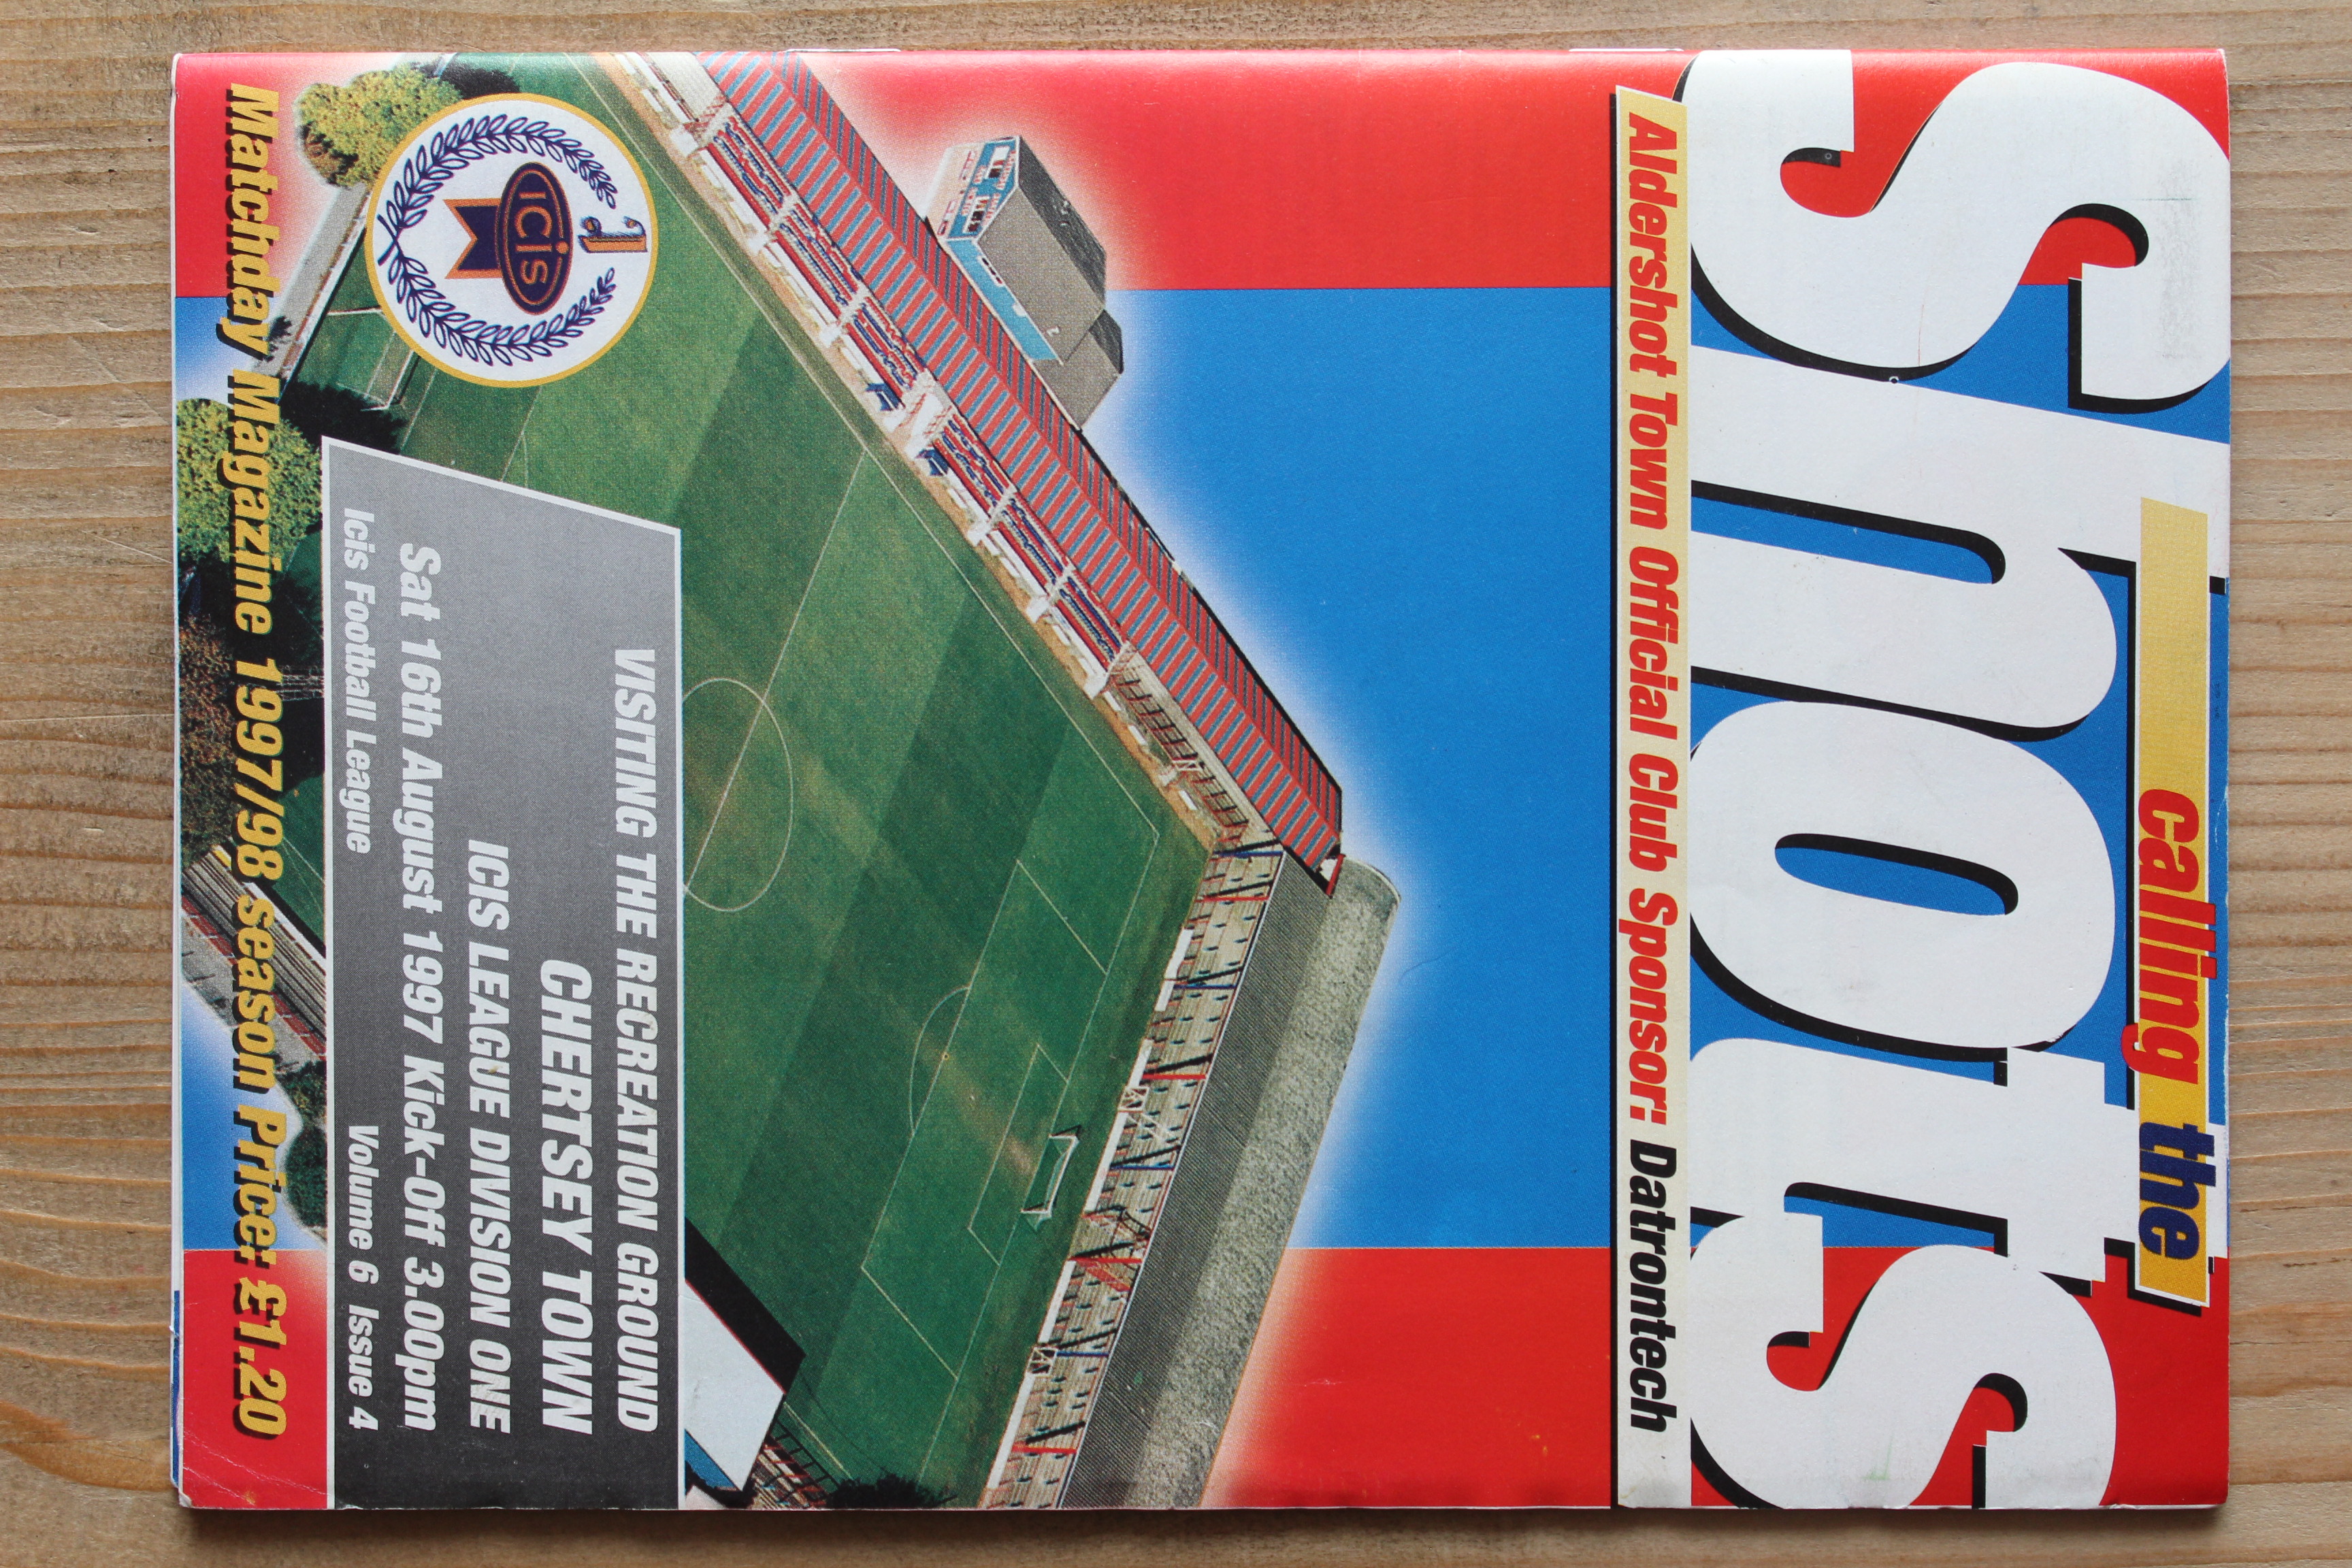 calling the
shots
Aldershot Town Official Club Sponsor: Datrontech
VISITING THE RECREATION GROUND
CHERTSEY TOWN
ICIS LEAGUE DIVISION ONE
Sat 16th August 1997 Kick-Off 3.00pm
Icis Football League Volume 6 Issue 4
icis
Matchday Magazine 1997/98 season Price: £1.20